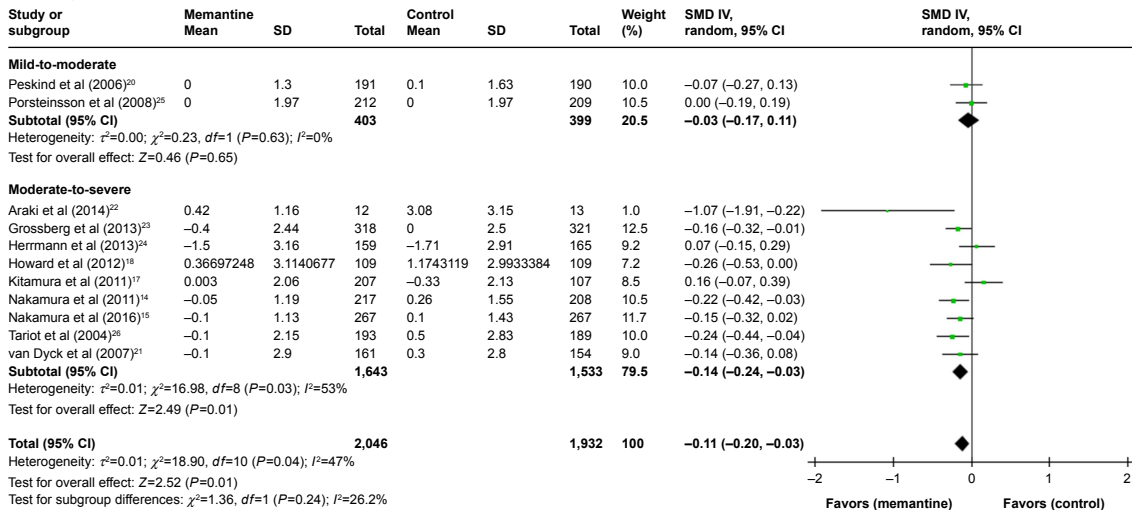 Study or subgroup Memantine Control Weight (%) SMD IV, random, 95% CI SMD IV, random, 95% CI
Mean SD Total Mean SD Total
Mild-to-moderate
Peskind et al (2006)²⁰ 0 1.3 191 0.1 1.63 190 10.0 –0.07 (–0.27, 0.13)
Porsteinsson et al (2008)²⁵ 0 1.97 212 0 1.97 209 10.5 0.00 (–0.19, 0.19)
Subtotal (95% CI) 403 399 20.5 –0.03 (–0.17, 0.11)
Heterogeneity: τ²=0.00; χ²=0.23, df=1 (P=0.63); I²=0%
Test for overall effect: Z=0.46 (P=0.65)
Moderate-to-severe
Araki et al (2014)²² 0.42 1.16 12 3.08 3.15 13 1.0 –1.07 (–1.91, –0.22)
Grossberg et al (2013)²³ –0.4 2.44 318 0 2.5 321 12.5 –0.16 (–0.32, –0.01)
Herrmann et al (2013)²⁴ –1.5 3.16 159 –1.71 2.91 165 9.2 0.07 (–0.15, 0.29)
Howard et al (2012)¹⁸ 0.36697248 3.1140677 109 1.1743119 2.9933384 109 7.2 –0.26 (–0.53, 0.00)
Kitamura et al (2011)¹⁷ 0.003 2.06 207 –0.33 2.13 107 8.5 0.16 (–0.07, 0.39)
Nakamura et al (2011)¹⁴ –0.05 1.19 217 0.26 1.55 208 10.5 –0.22 (–0.42, –0.03)
Nakamura et al (2016)¹⁵ –0.1 1.13 267 0.1 1.43 267 11.7 –0.15 (–0.32, 0.02)
Tariot et al (2004)²⁶ –0.1 2.15 193 0.5 2.83 189 10.0 –0.24 (–0.44, –0.04)
van Dyck et al (2007)²¹ –0.1 2.9 161 0.3 2.8 154 9.0 –0.14 (–0.36, 0.08)
Subtotal (95% CI) 1,643 1,533 79.5 –0.14 (–0.24, –0.03)
Heterogeneity: τ²=0.01; χ²=16.98, df=8 (P=0.03); I²=53%
Test for overall effect: Z=2.49 (P=0.01)
Total (95% CI) 2,046 1,932 100 –0.11 (–0.20, –0.03)
Heterogeneity: τ²=0.01; χ²=18.90, df=10 (P=0.04); I²=47%
Test for overall effect: Z=2.52 (P=0.01)
Test for subgroup differences: χ²=1.36, df=1 (P=0.24); I²=26.2%
–2 –1 0 1 2
Favors (memantine) Favors (control)